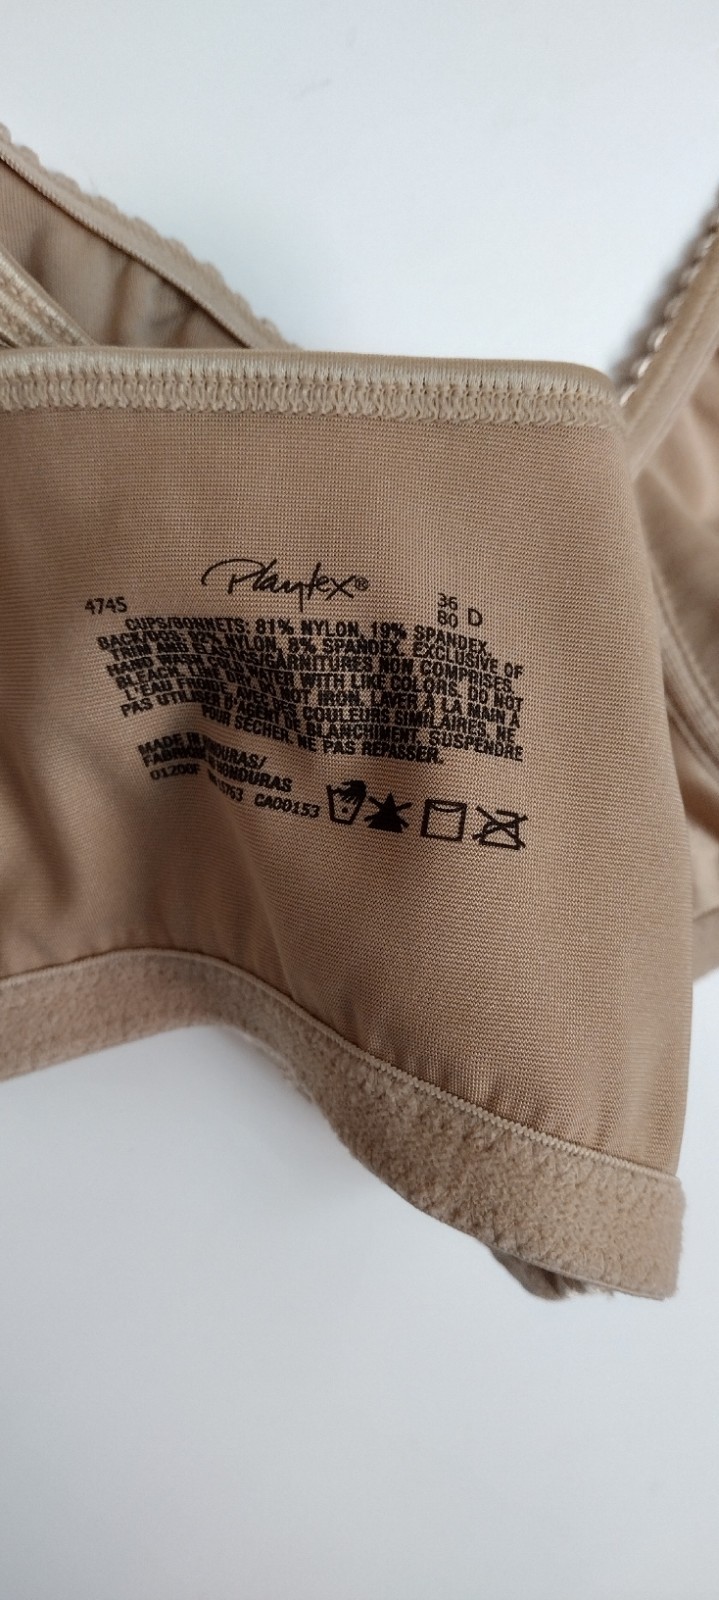 Playtex®
4745
36 D
80
CUPS/BONNETS: 81% NYLON, 19% SPANDEX.
BACK/DOS: 92% NYLON, 8% SPANDEX. EXCLUSIVE OF
TRIM AND ELASTICS/GARNITURES NON COMPRISES.
HAND WASH COLD WATER WITH LIKE COLORS. DO NOT
BLEACH. LINE DRY. DO NOT IRON. LAVER À LA MAIN À
L'EAU FROIDE, AVEC DES COULEURS SIMILAIRES. NE
PAS UTILISER D'AGENT DE BLANCHIMENT. SUSPENDRE
POUR SÉCHER. NE PAS REPASSER.
MADE IN HONDURAS/
HONDURAS
CA00153